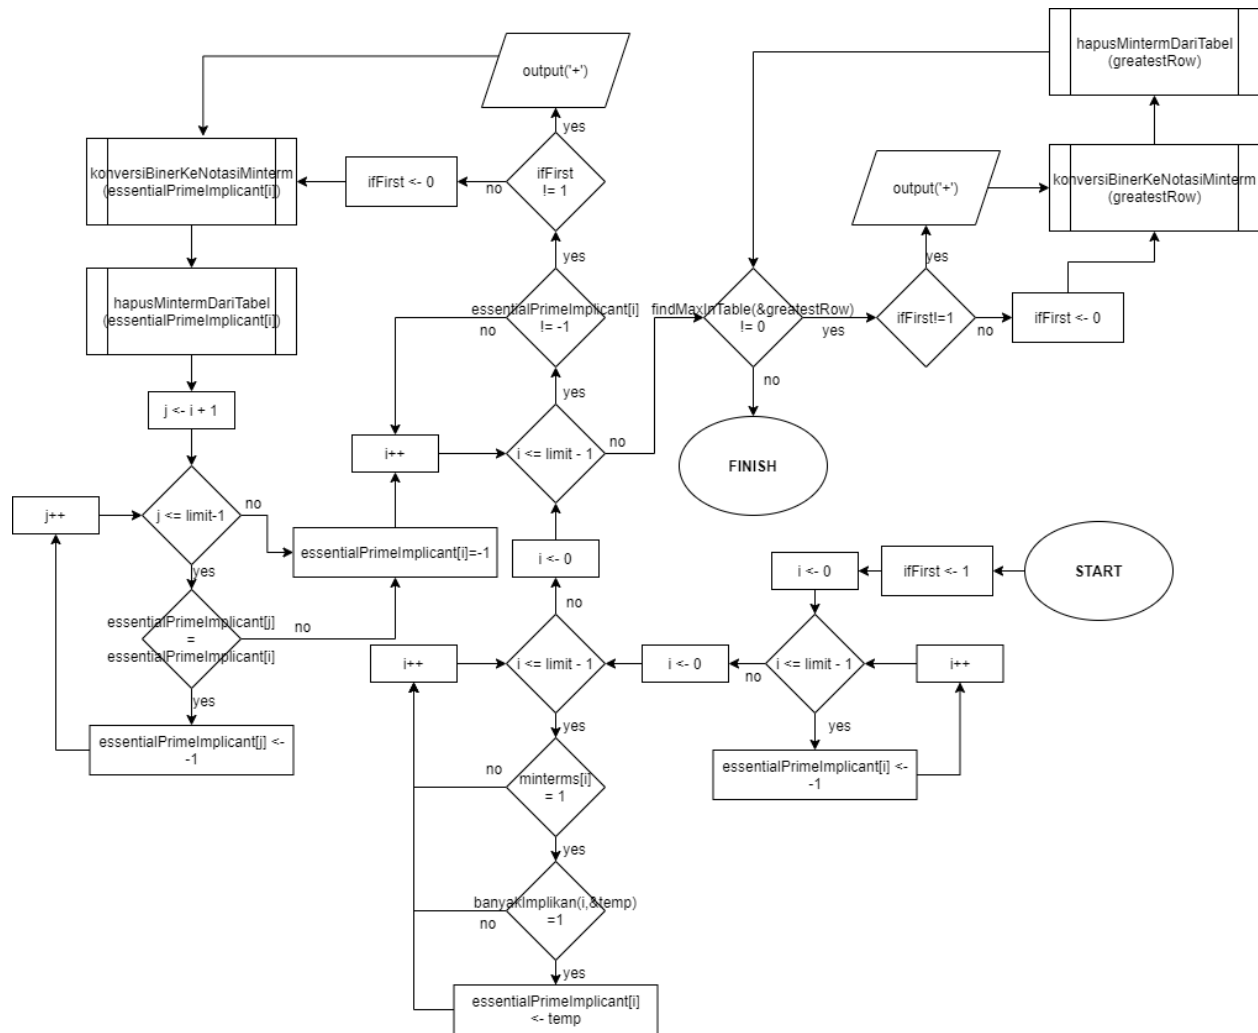 output('+')
hapusMintermDariTabel
(greatestRow)
yes
konversiBinerKeNotasiMinterm
(essentialPrimeImplicant[i])
ifFirst <- 0
no
ifFirst
!= 1
output('+')
konversiBinerKeNotasiMinterm
(greatestRow)
yes
yes
hapusMintermDariTabel
(essentialPrimeImplicant[i])
essentialPrimeImplicant[i]
!= -1
no
findMaxInTable(&greatestRow)
!= 0
yes
ifFirst!=1
no
ifFirst <- 0
no
yes
j <- i + 1
i++
i <= limit - 1
no
FINISH
j++
j <= limit-1
no
essentialPrimeImplicant[i]=-1
i <- 0
i <- 0
ifFirst <- 1
START
yes
no
essentialPrimeImplicant[j]
=
essentialPrimeImplicant[i]
no
i++
i <= limit - 1
i <- 0
no
i <= limit - 1
i++
yes
yes
yes
essentialPrimeImplicant[j] <-
-1
no
minterms[i]
= 1
essentialPrimeImplicant[i] <-
-1
yes
banyakImplikan(i,&temp)
=1
no
yes
essentialPrimeImplicant[i]
<- temp